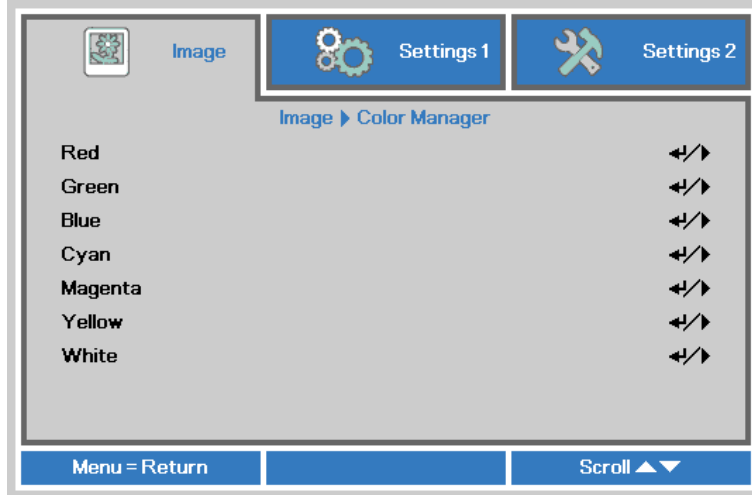 Image
Settings 1
Settings 2
Image ▶ Color Manager
Red ↵/▶
Green ↵/▶
Blue ↵/▶
Cyan ↵/▶
Magenta ↵/▶
Yellow ↵/▶
White ↵/▶
Menu = Return
Scroll ▲▼